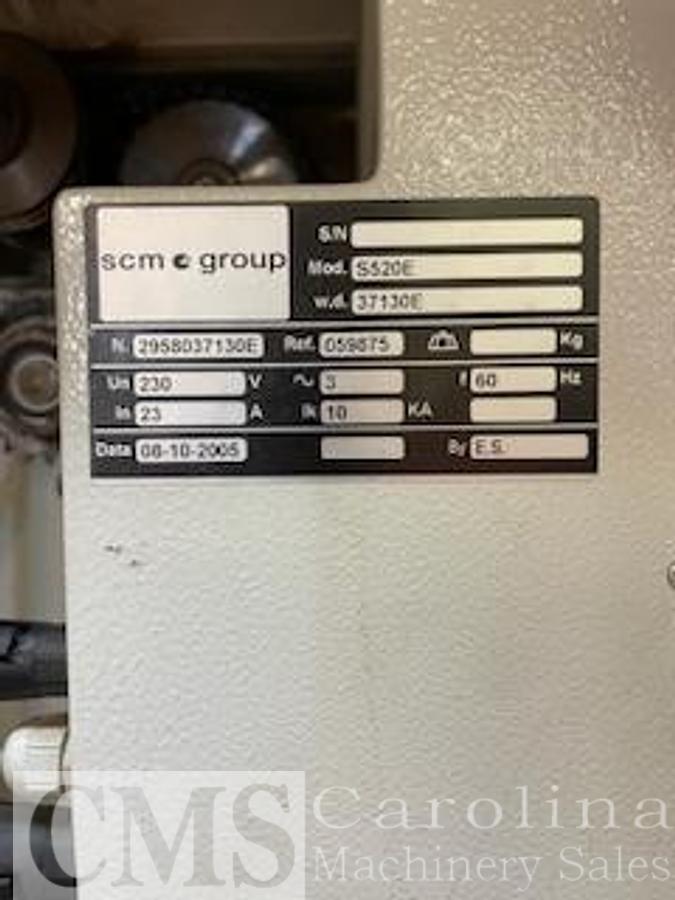 scm group
S/N
Mod. S520E
w.d. 37130E
N. 2958037130E Ref. 059875 Kg
Un 230 V ~ 3 f 60 Hz
In 23 A Ik 10 KA
Data 08-10-2005 By E.S.
CMS Carolina
Machinery Sales